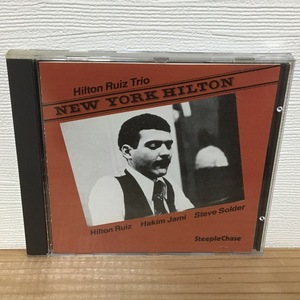 Hilton Ruiz Trio
NEW YORK HILTON
Hilton Ruiz Hakim Jami Steve Solder
SteepleChase